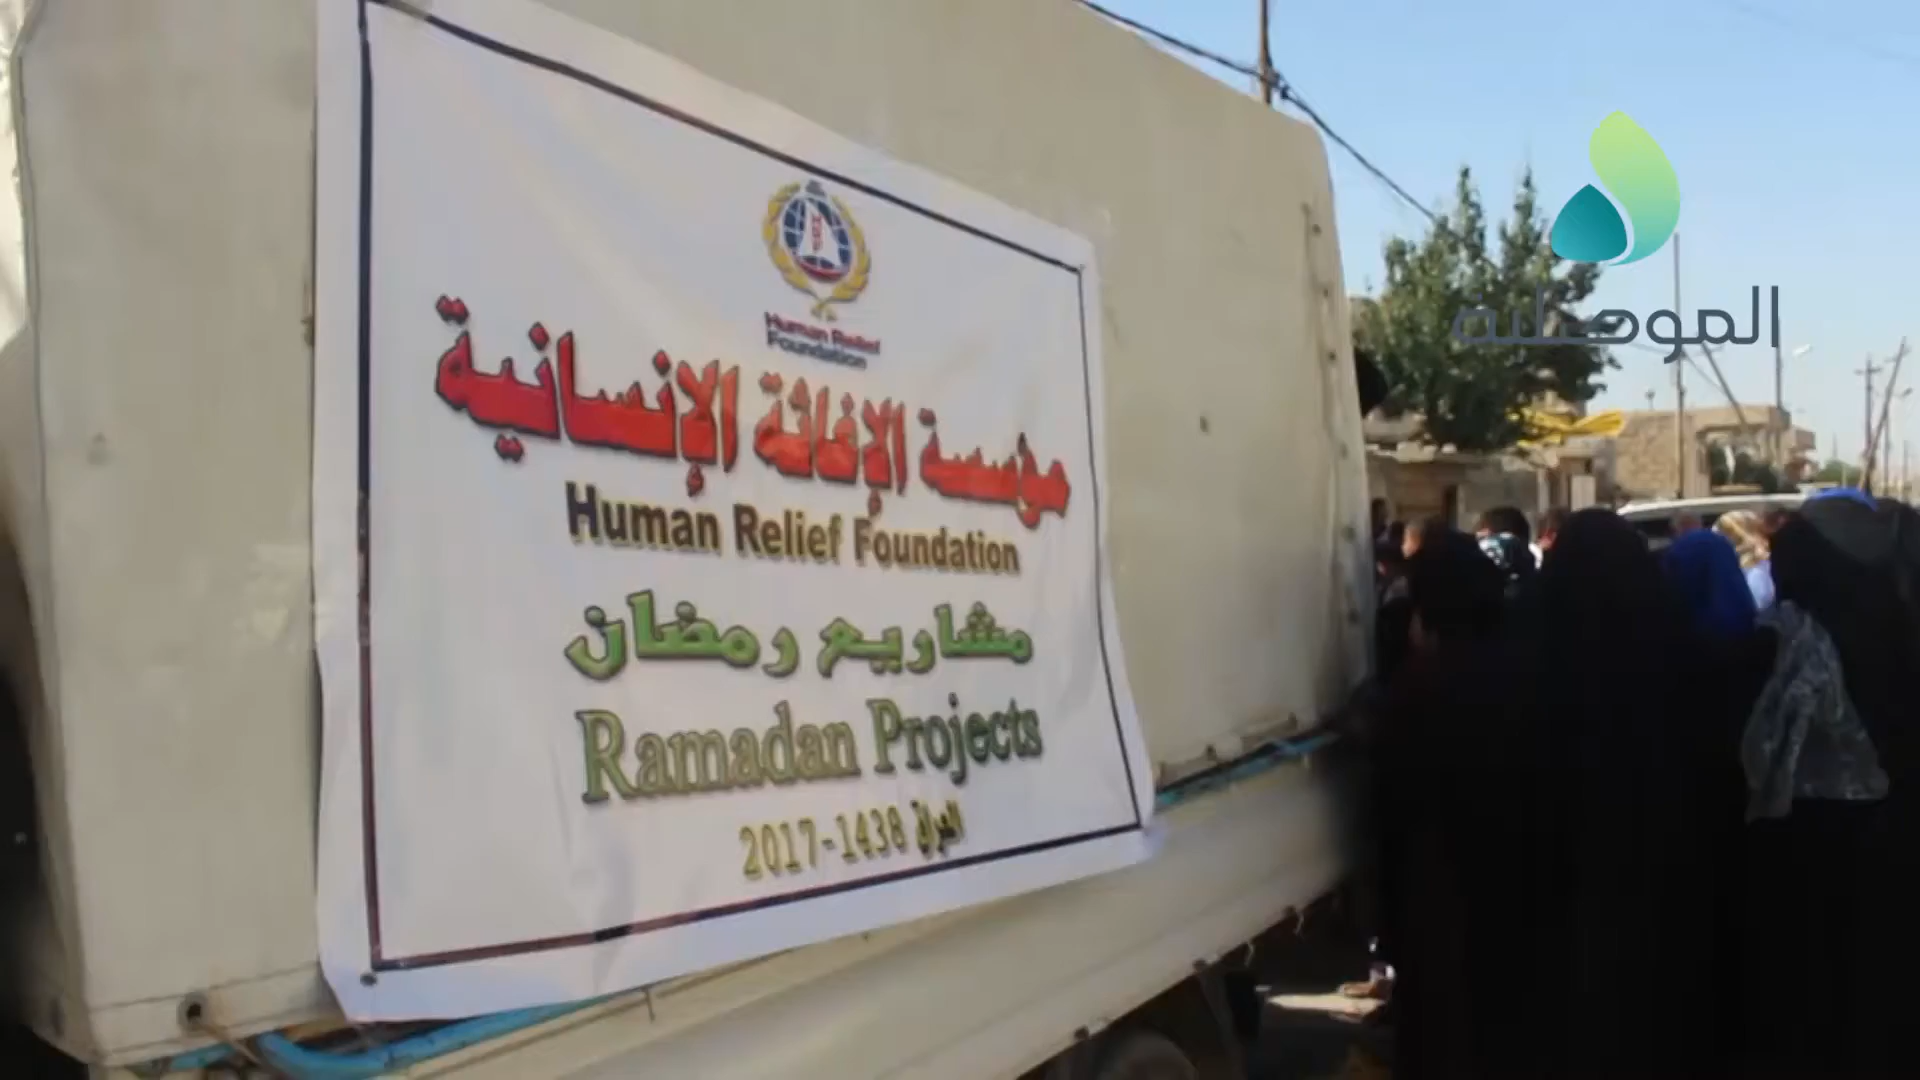 Human Relief
Foundation
مؤسسة الإغاثة الإنسانية
Human Relief Foundation
مشاريع رمضان
Ramadan Projects
العراق 1438-2017
الموصلية